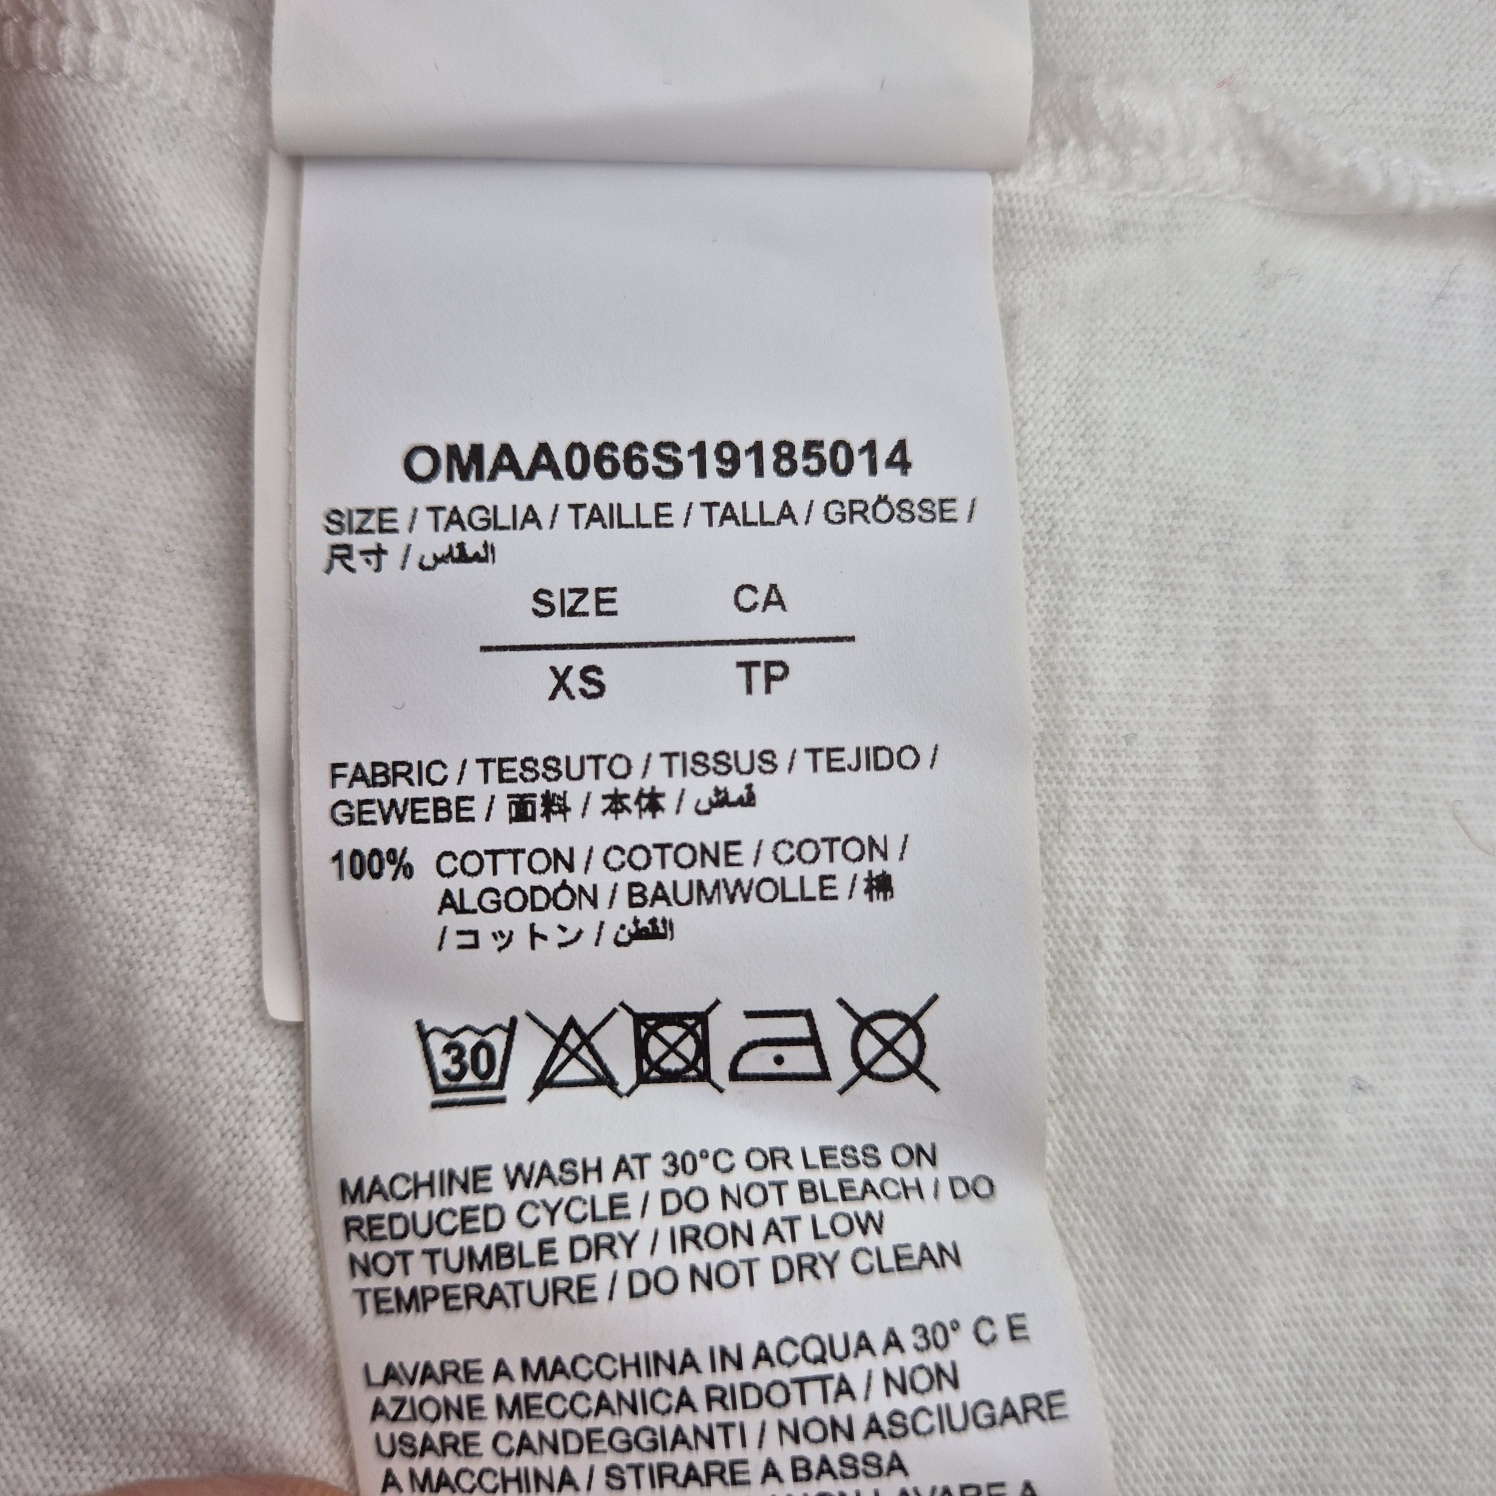 OMAA066S19185014
SIZE / TAGLIA / TAILLE / TALLA / GRÖSSE /
尺寸 / المقاس
SIZE CA
XS TP
FABRIC / TESSUTO / TISSUS / TEJIDO /
GEWEBE / 面料 / 本体 / قماش
100% COTTON / COTONE / COTON /
ALGODÓN / BAUMWOLLE / 棉
/ コットン / القطن
30
MACHINE WASH AT 30°C OR LESS ON
REDUCED CYCLE / DO NOT BLEACH / DO
NOT TUMBLE DRY / IRON AT LOW
TEMPERATURE / DO NOT DRY CLEAN
LAVARE A MACCHINA IN ACQUA A 30° C E
AZIONE MECCANICA RIDOTTA / NON
USARE CANDEGGIANTI / NON ASCIUGARE
A MACCHINA / STIRARE A BASSA
NON LAVARE A